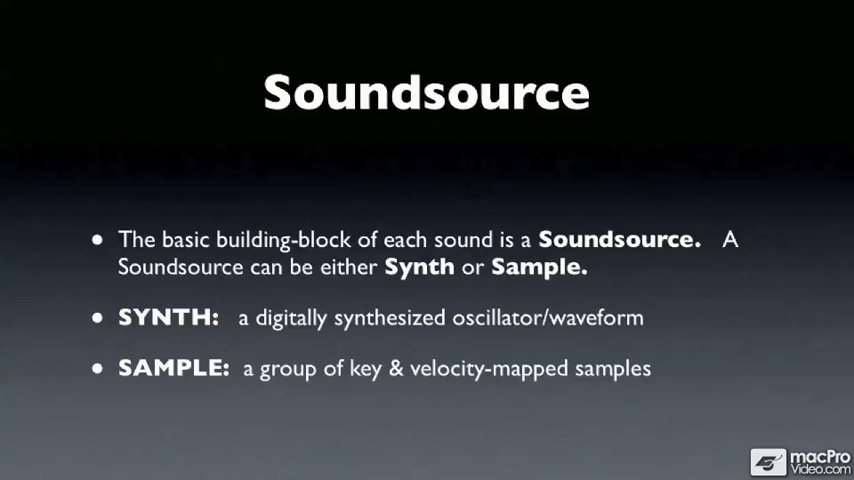 Soundsource
• The basic building-block of each sound is a Soundsource. A
Soundsource can be either Synth or Sample.
• SYNTH: a digitally synthesized oscillator/waveform
• SAMPLE: a group of key & velocity-mapped samples
macPro
Video.com